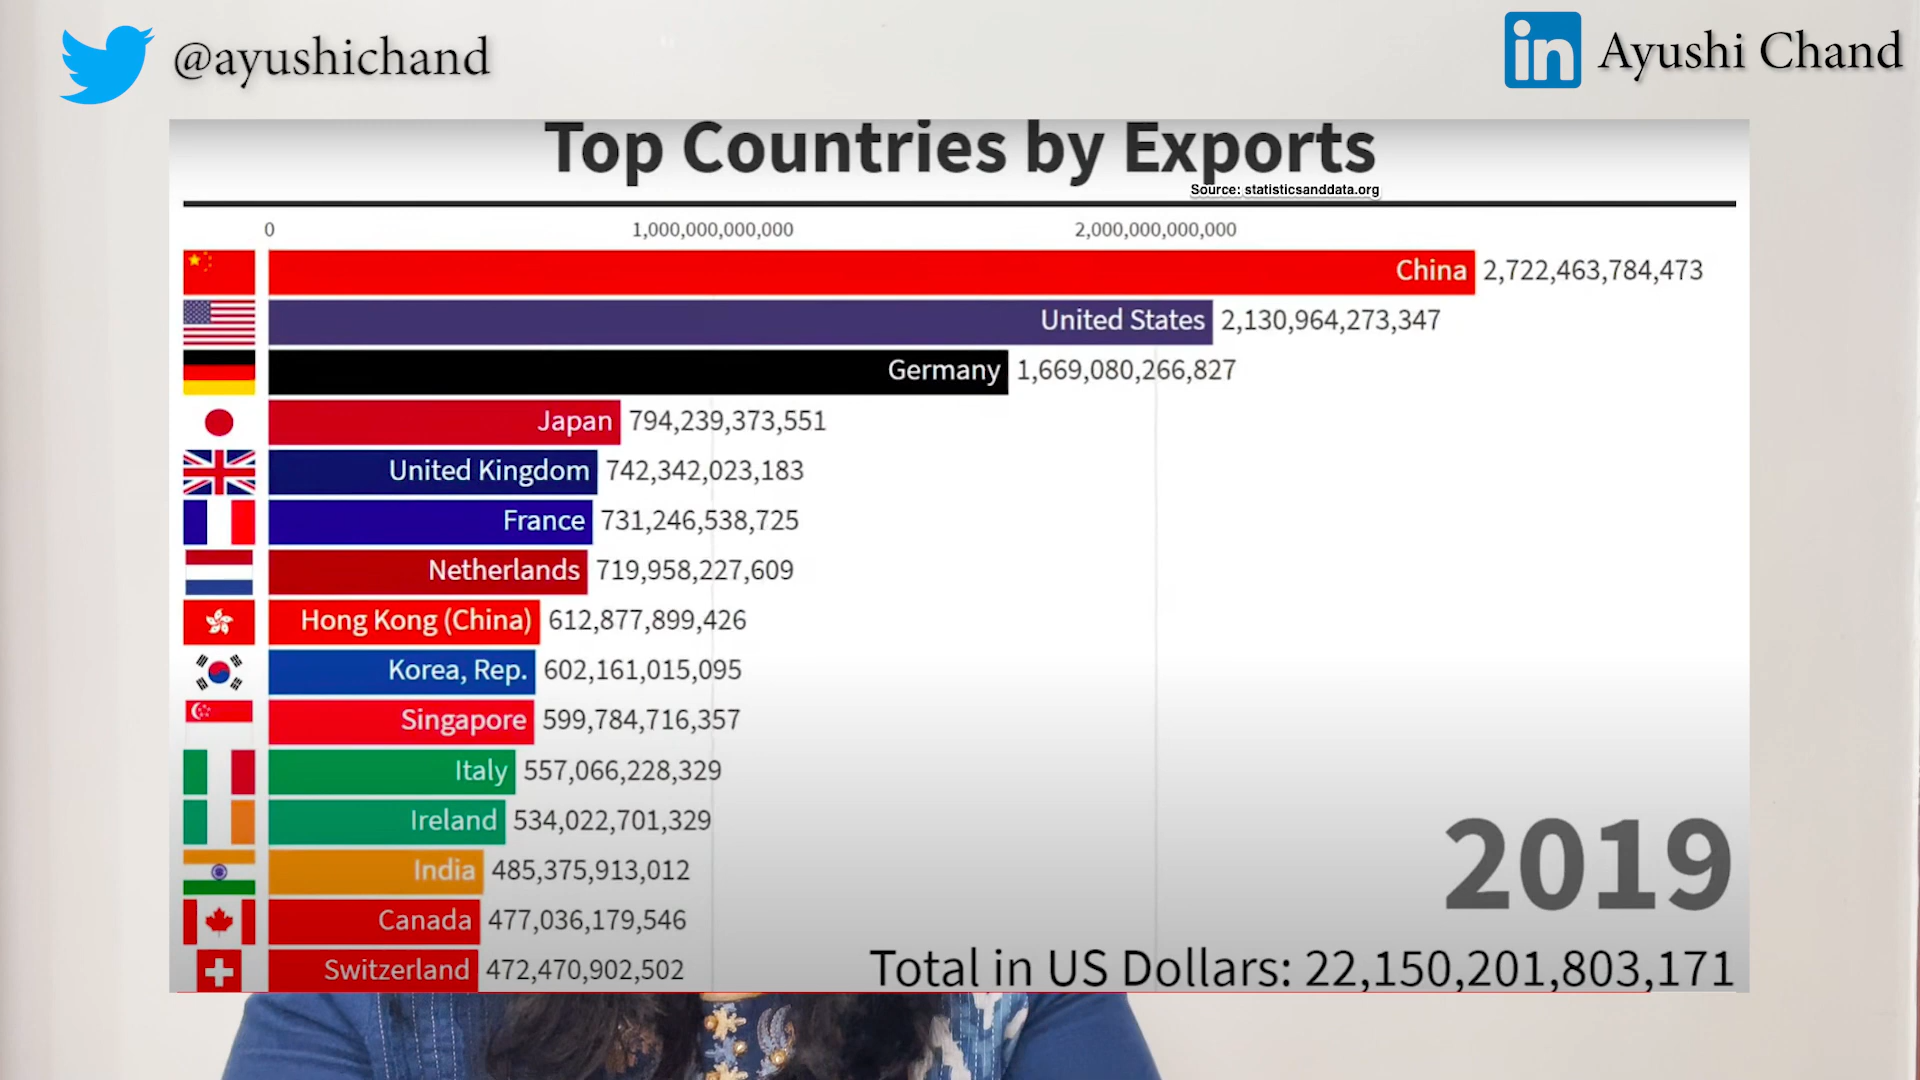 @ayushichand
in Ayushi Chand
Top Countries by Exports
Source: statisticsanddata.org
0 1,000,000,000,000 2,000,000,000,000
China 2,722,463,784,473
United States 2,130,964,273,347
Germany 1,669,080,266,827
Japan 794,239,373,551
United Kingdom 742,342,023,183
France 731,246,538,725
Netherlands 719,958,227,609
Hong Kong (China) 612,877,899,426
Korea, Rep. 602,161,015,095
Singapore 599,784,716,357
Italy 557,066,228,329
Ireland 534,022,701,329
India 485,375,913,012
Canada 477,036,179,546
Switzerland 472,470,902,502
2019
Total in US Dollars: 22,150,201,803,171